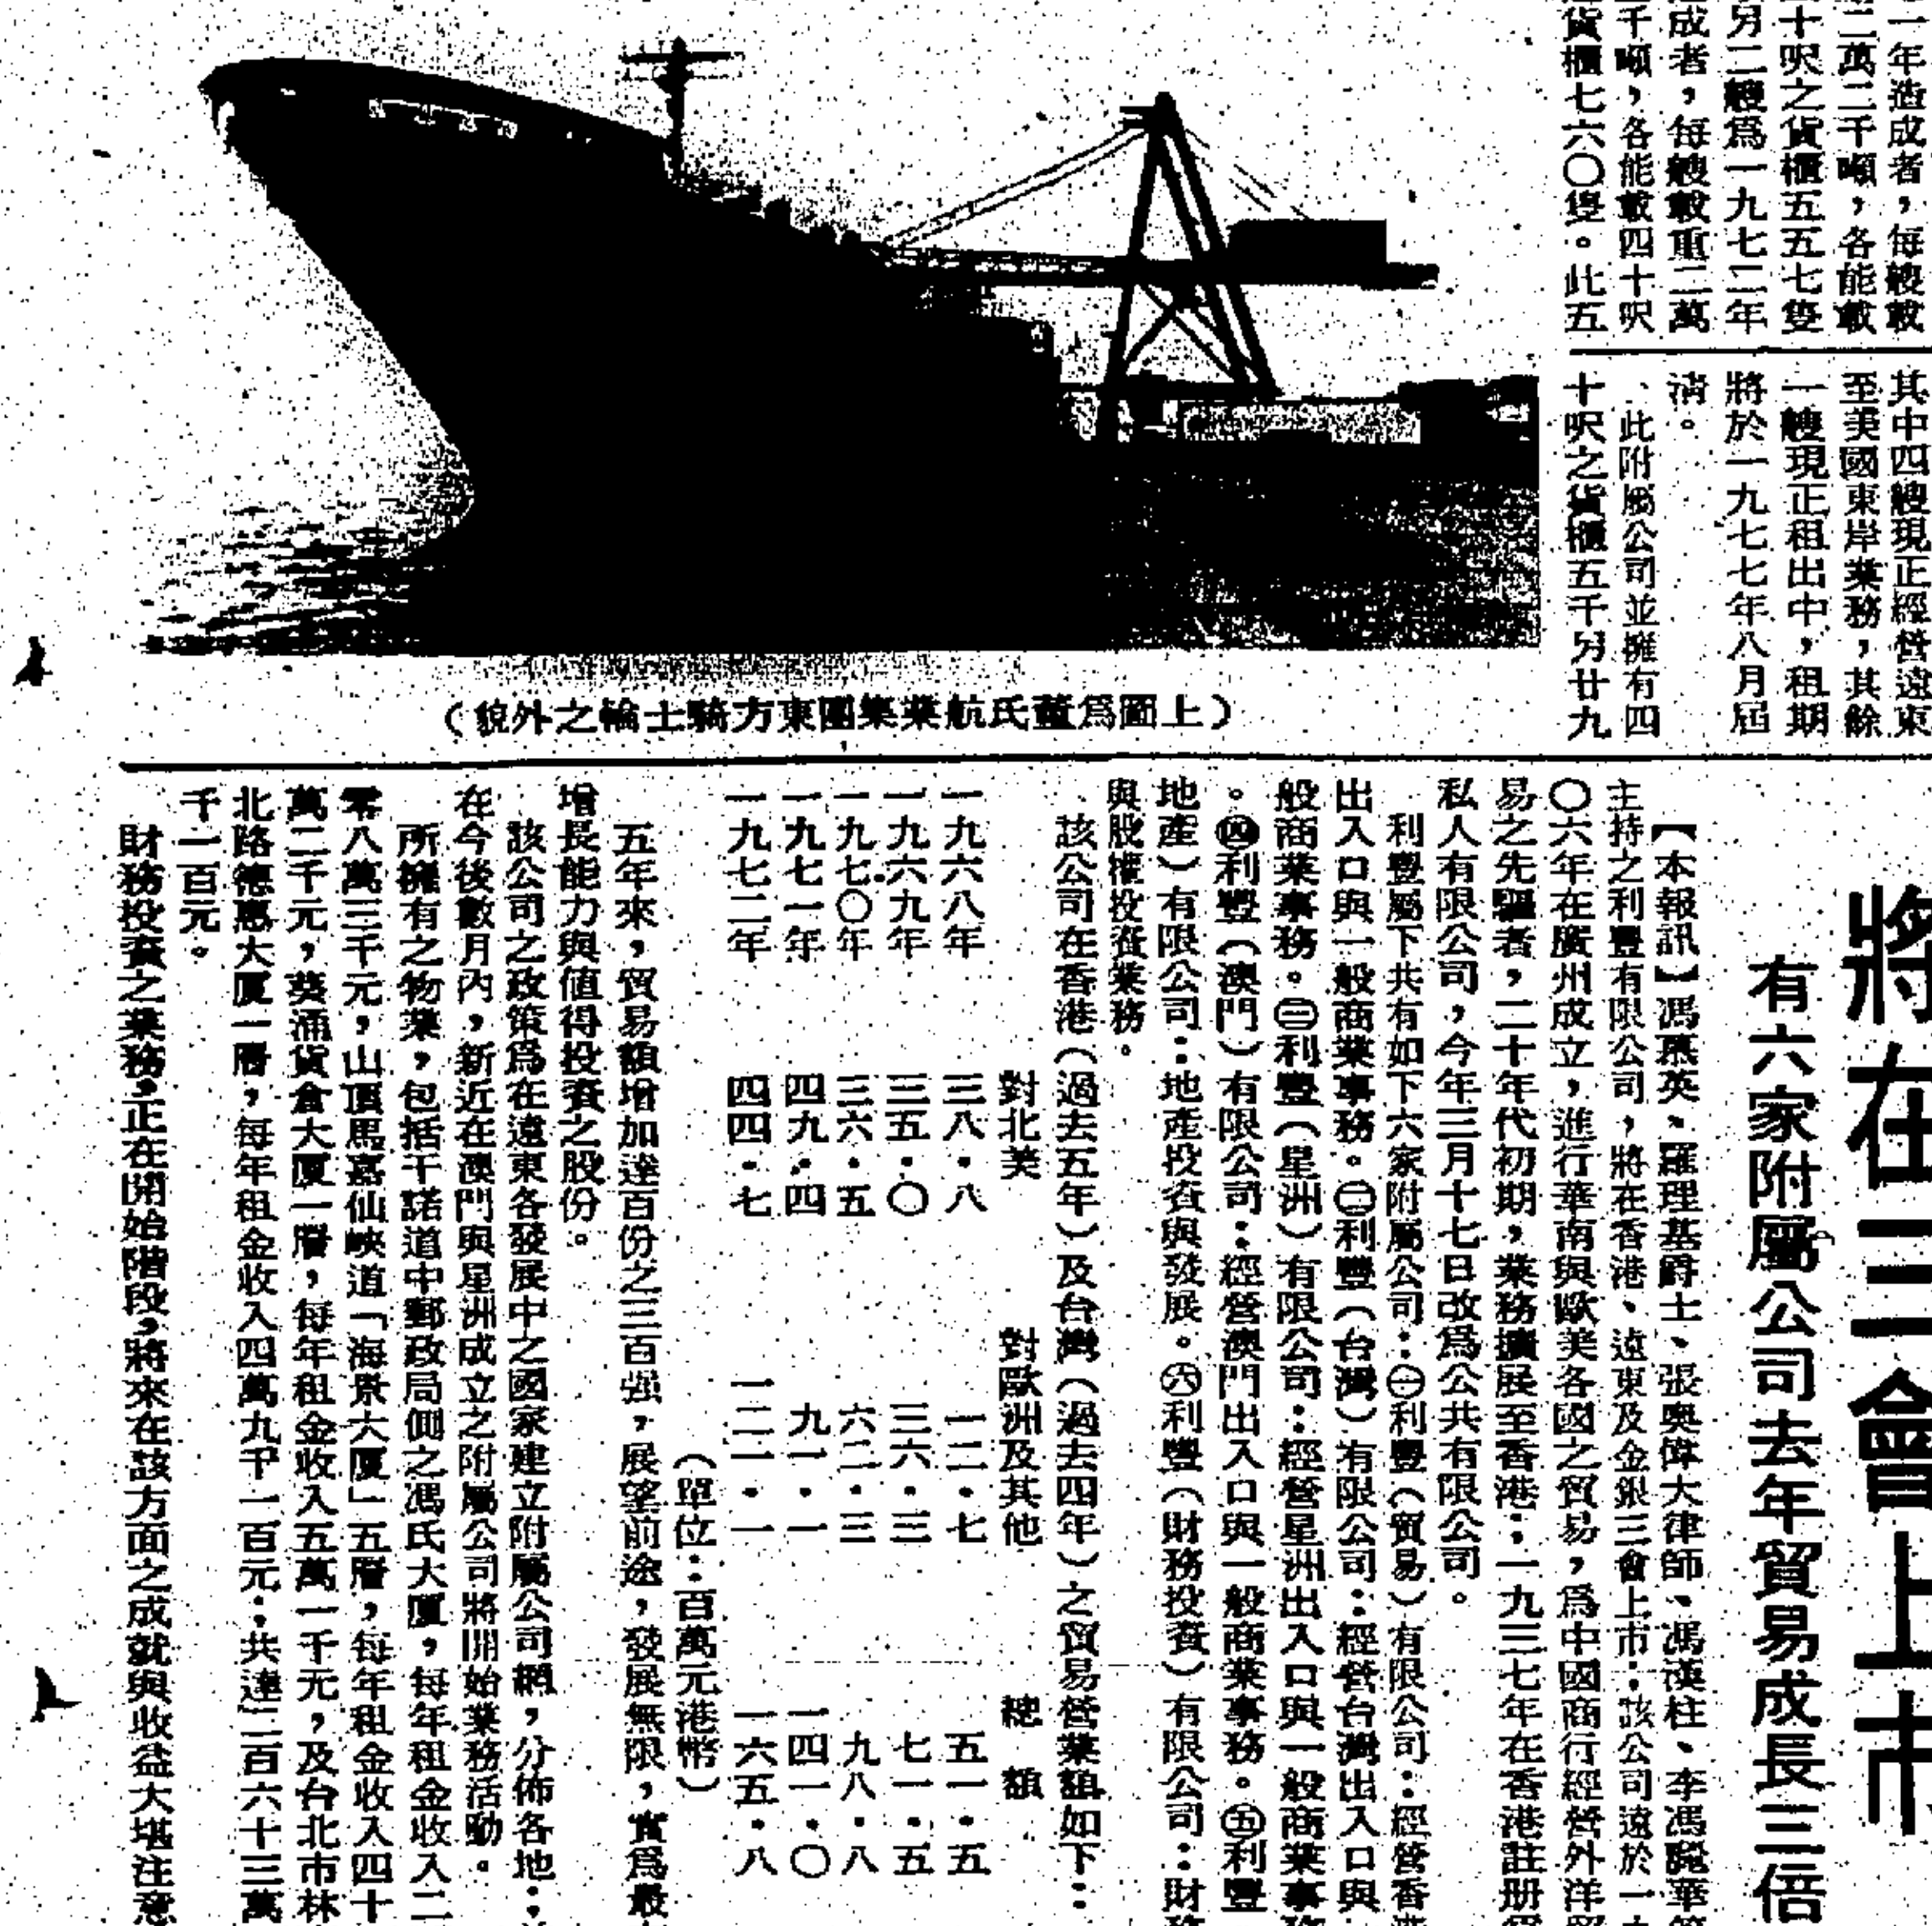 一年造成者，每艘載
二萬二千噸，各能載
十呎之貨櫃五五七隻
另二艘爲一九七二年
成者，每艘載重二萬
千噸，各能載四十呎
貨櫃七六〇隻。此五
其中四艘現正經營遠東
至美國東岸業務，其餘
一艘現正租出中，租期
將於一九七七年八月屆
滿。
此附屬公司並擁有四
十呎之貨櫃五千另廿九
（上圖爲董氏航業集團東方騎士輪之外貌）
將在三會上市
有六家附屬公司去年貿易成長三倍
【本報訊】馮慕英、羅理基爵士、張奧偉大律師、馮漢柱、李馮
主持之利豐有限公司，將在香港、遠東及金銀三會上市；該公司遠於一
〇六年在廣州成立，進行華南與歐美各國之貿易，爲中國商行經營外洋
易之先驅者，二十年代初期，業務擴展至香港；一九三七年在香港註册
私人有限公司，今年三月十七日改爲公共有限公司。
利豐屬下共有如下六家附屬公司：㊀利豐（貿易）有限公司：經營香港
出入口與一般商業事務。㊁利豐（台灣）有限公司：經營台灣出入口與
般商業事務。㊂利豐（星洲）有限公司：經營星洲出入口與一般商業事務
。㊃利豐（澳門）有限公司：經營澳門出入口與一般商業事務。㊄利豐
地產）有限公司：地產投資與發展。㊅利豐（財務投資）有限公司：財務
與股權投資業務。
該公司在香港（過去五年）及台灣（過去四年）之貿易營業額如下：
對北美　對歐洲及其他　總額
一九六八年　三八・八　一二・七　五一・五
一九六九年　三五・〇　三六・三　七一・五
一九七〇年　三六・五　六二・三　九八・八
一九七一年　四九・四　九一・一　一四一・〇
一九七二年　四四・七　一二一・一　一六五・八
（單位：百萬元港幣）
五年來，貿易額增加達百份之三百强，展望前途，發展無限，實爲最
增長能力與值得投資之股份。
該公司之政策爲在遠東各發展中之國家建立附屬公司網，分佈各地；
在今後數月內，新近在澳門與星洲成立之附屬公司將開始業務活動。
所擁有之物業，包括干諾道中郵政局側之馮氏大廈，每年租金收入二
零八萬三千元，山頂馬嘉仙峽道「海景大廈」五層，每年租金收入四十
萬二千元，葵涌貨倉大廈一層，每年租金收入五萬一千元，及台北市林
北路德惠大廈一層，每年租金收入四萬九千一百元；共達二百六十三萬
千一百元。
財務投資之業務，正在開始階段，將來在該方面之成就與收益大堪注意